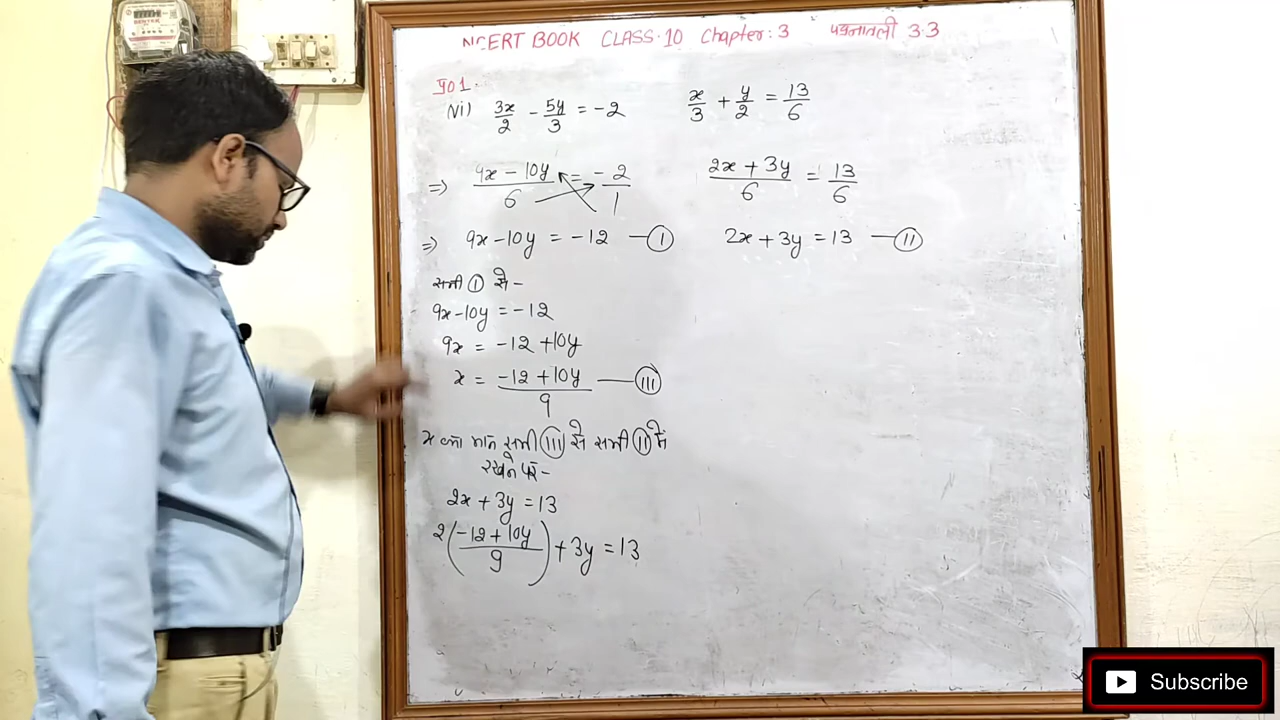 NCERT BOOK CLASS·10 Chapter: 3 प्रश्नावली 3.3
प्र01.
(vi) 3x/2 - 5y/3 = -2 x/3 + y/2 = 13/6
⇒) (9x - 10y)/6 = -2/1 (2x + 3y)/6 = 13/6
⇒) 9x-10y = -12 —(I) 2x + 3y = 13 —(II)
समी (I) से -
9x-10y = -12
9x = -12 +10y
x = (-12 +10y)/9 —(III)
x का मान समी (III) से समी (II) में
रखने पर-
2x + 3y = 13
2((-12 + 10y)/9) + 3y = 13
Subscribe